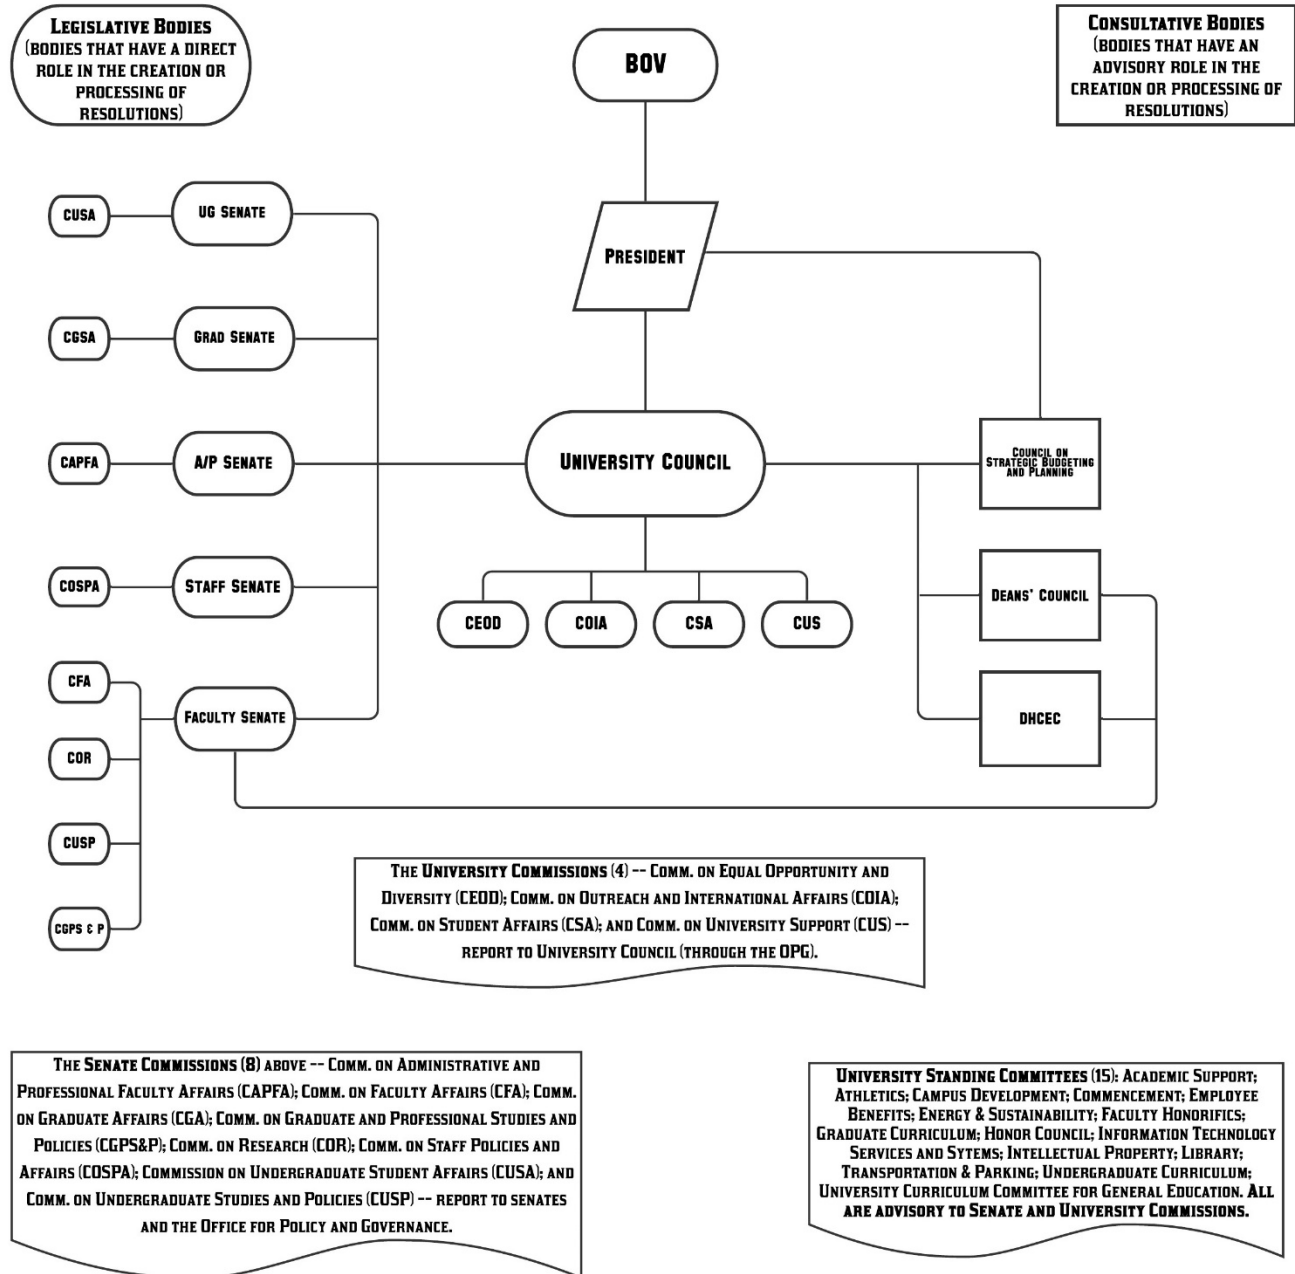 LEGISLATIVE BODIES
(BODIES THAT HAVE A DIRECT
ROLE IN THE CREATION OR
PROCESSING OF
RESOLUTIONS)
BOV
CONSULTATIVE BODIES
(BODIES THAT HAVE AN
ADVISORY ROLE IN THE
CREATION OR PROCESSING OF
RESOLUTIONS)
CUSA
UG SENATE
PRESIDENT
CGSA
GRAD SENATE
CAPFA
A/P SENATE
UNIVERSITY COUNCIL
COUNCIL ON
STRATEGIC BUDGETING
AND PLANNING
COSPA
STAFF SENATE
CEOD
COIA
CSA
CUS
DEANS' COUNCIL
CFA
FACULTY SENATE
DHCEC
COR
CUSP
CGPS & P
THE UNIVERSITY COMMISSIONS (4) -- COMM. ON EQUAL OPPORTUNITY AND
DIVERSITY (CEOD); COMM. ON OUTREACH AND INTERNATIONAL AFFAIRS (COIA);
COMM. ON STUDENT AFFAIRS (CSA); AND COMM. ON UNIVERSITY SUPPORT (CUS) --
REPORT TO UNIVERSITY COUNCIL (THROUGH THE OPG).
THE SENATE COMMISSIONS (8) ABOVE -- COMM. ON ADMINISTRATIVE AND
PROFESSIONAL FACULTY AFFAIRS (CAPFA); COMM. ON FACULTY AFFAIRS (CFA); COMM.
ON GRADUATE AFFAIRS (CGA); COMM. ON GRADUATE AND PROFESSIONAL STUDIES AND
POLICIES (CGPS&P); COMM. ON RESEARCH (COR); COMM. ON STAFF POLICIES AND
AFFAIRS (COSPA); COMMISSION ON UNDERGRADUATE STUDENT AFFAIRS (CUSA); AND
COMM. ON UNDERGRADUATE STUDIES AND POLICIES (CUSP) -- REPORT TO SENATES
AND THE OFFICE FOR POLICY AND GOVERNANCE.
UNIVERSITY STANDING COMMITTEES (15): ACADEMIC SUPPORT;
ATHLETICS; CAMPUS DEVELOPMENT; COMMENCEMENT; EMPLOYEE
BENEFITS; ENERGY & SUSTAINABILITY; FACULTY HONORIFICS;
GRADUATE CURRICULUM; HONOR COUNCIL; INFORMATION TECHNOLOGY
SERVICES AND SYTEMS; INTELLECTUAL PROPERTY; LIBRARY;
TRANSPORTATION & PARKING; UNDERGRADUATE CURRICULUM;
UNIVERSITY CURRICULUM COMMITTEE FOR GENERAL EDUCATION. ALL
ARE ADVISORY TO SENATE AND UNIVERSITY COMMISSIONS.